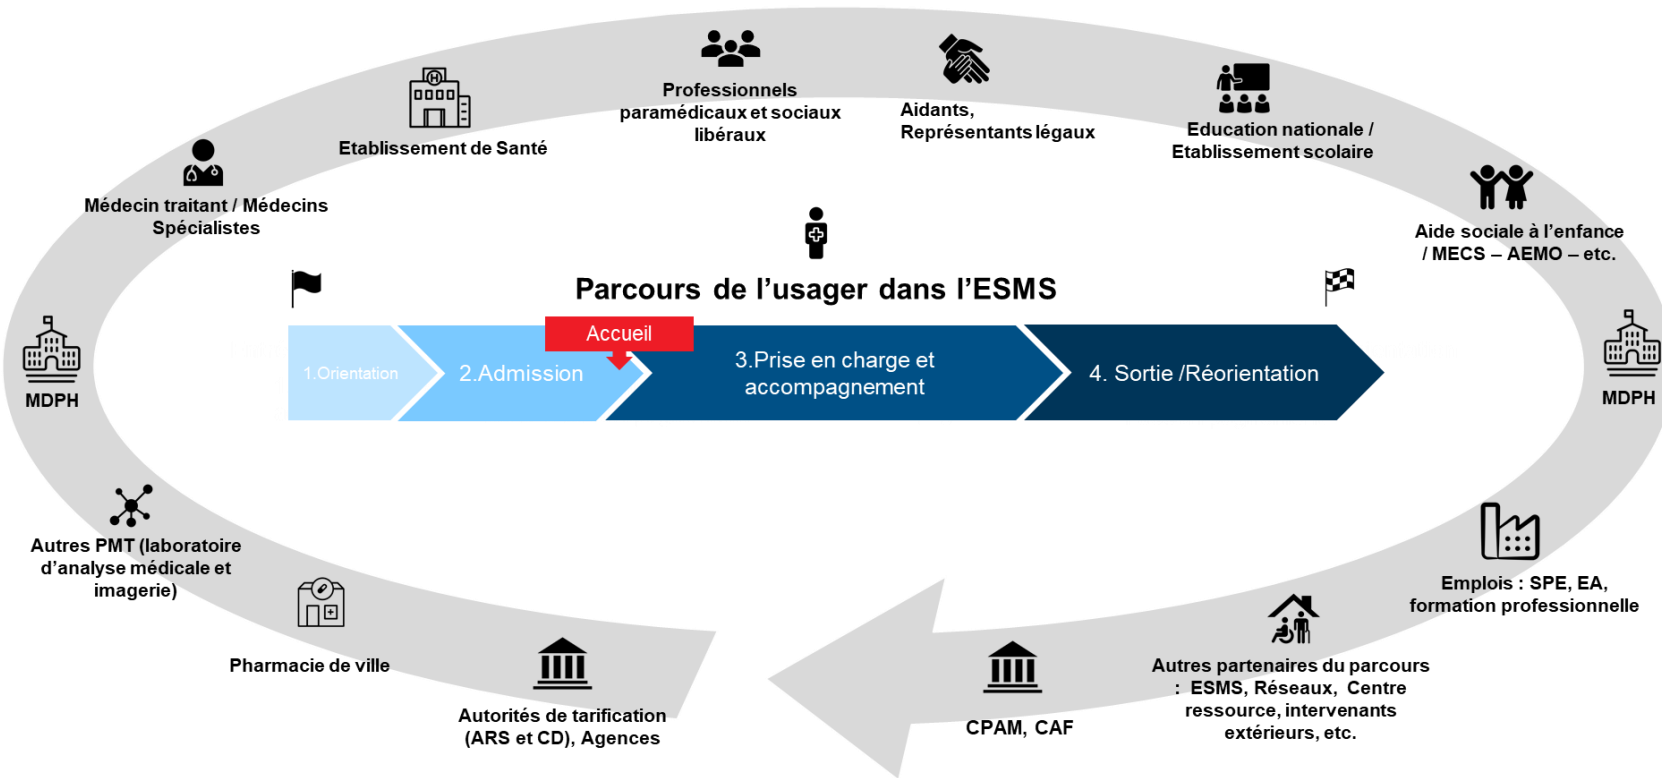 Professionnels
paramédicaux et sociaux
libéraux
Aidants,
Représentants légaux
Education nationale /
Etablissement scolaire
Etablissement de Santé
Médecin traitant / Médecins
Spécialistes
Aide sociale à l'enfance
/ MECS – AEMO – etc.
Parcours de l'usager dans l'ESMS
Accueil
1.Orientation
2.Admission
3.Prise en charge et
accompagnement
4. Sortie /Réorientation
MDPH
MDPH
Autres PMT (laboratoire
d'analyse médicale et
imagerie)
Emplois : SPE, EA,
formation professionnelle
Pharmacie de ville
Autorités de tarification
(ARS et CD), Agences
CPAM, CAF
Autres partenaires du parcours
: ESMS, Réseaux, Centre
ressource, intervenants
extérieurs, etc.